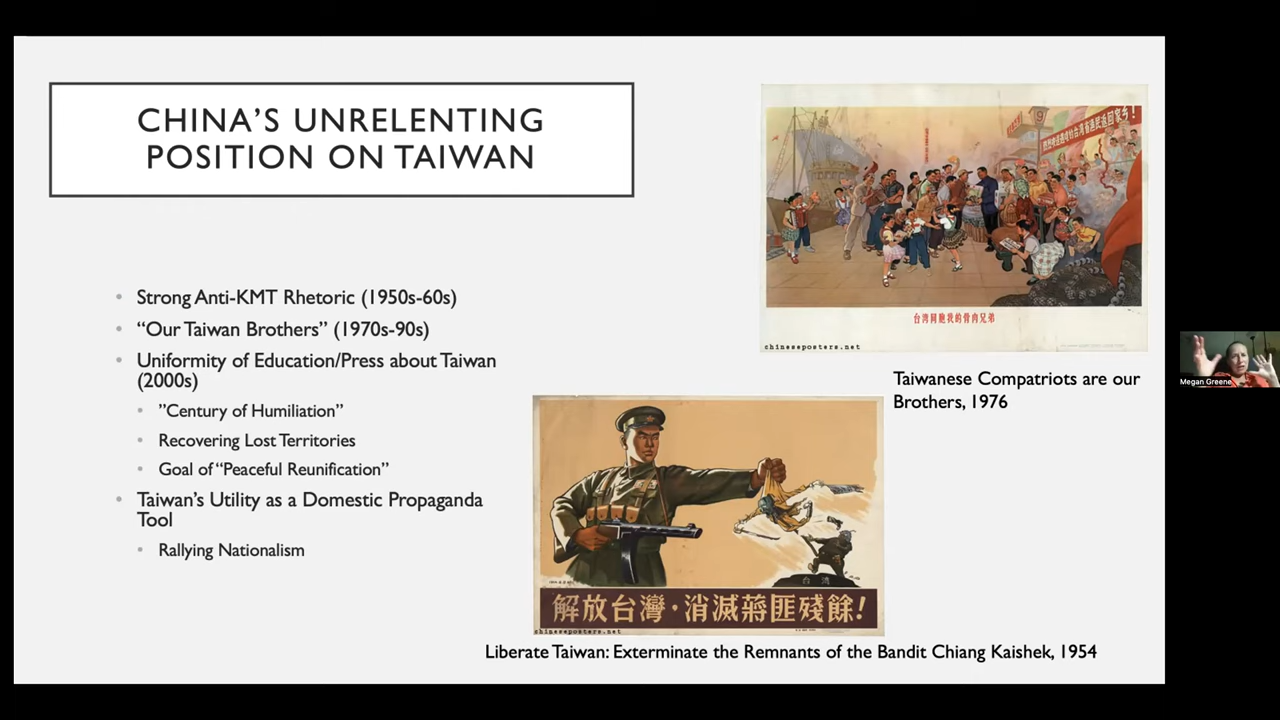 CHINA'S UNRELENTING
POSITION ON TAIWAN
• Strong Anti-KMT Rhetoric (1950s-60s)
• “Our Taiwan Brothers” (1970s-90s)
• Uniformity of Education/Press about Taiwan
(2000s)
• ”Century of Humiliation”
• Recovering Lost Territories
• Goal of “Peaceful Reunification”
• Taiwan’s Utility as a Domestic Propaganda
Tool
• Rallying Nationalism
9
台湾同胞我的骨肉兄弟
chineseposters.net
Taiwanese Compatriots are our
Brothers, 1976
台湾
解放台灣·消滅蔣匪殘餘!
chineseposters.net
Liberate Taiwan: Exterminate the Remnants of the Bandit Chiang Kaishek, 1954
Megan Greene